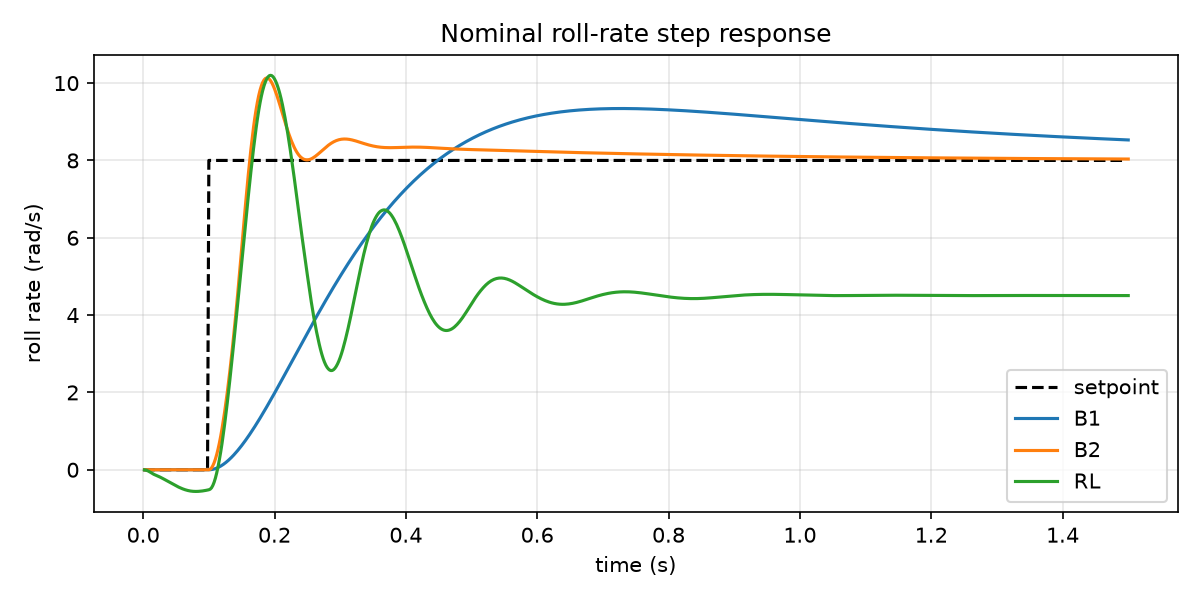 Nominal roll-rate step response
roll rate (rad/s)
10
8
6
4
2
0
0.0 0.2 0.4 0.6 0.8 1.0 1.2 1.4
time (s)
setpoint
B1
B2
RL